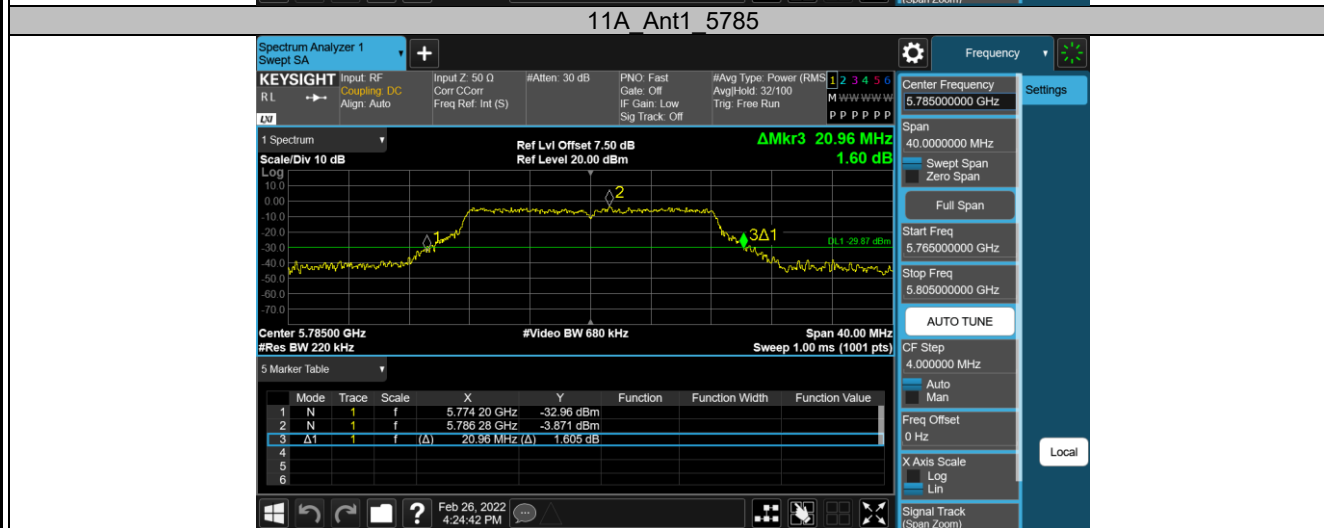 (Span Zoom)
11A_Ant1_5785
Spectrum Analyzer 1
Swept SA
+
Frequency
KEYSIGHT
RL
LXI
Input: RF
Coupling: DC
Align: Auto
Input Z: 50 Ω
Corr CCorr
Freq Ref: Int (S)
#Atten: 30 dB
PNO: Fast
Gate: Off
IF Gain: Low
Sig Track: Off
#Avg Type: Power (RMS
Avg|Hold: 32/100
Trig: Free Run
1 2 3 4 5 6
M W W W W W
P P P P P P
Center Frequency
5.785000000 GHz
Settings
1 Spectrum
Scale/Div 10 dB
Ref Lvl Offset 7.50 dB
Ref Level 20.00 dBm
ΔMkr3 20.96 MHz
1.60 dB
Log
10.0
0.00
-10.0
-20.0
-30.0
-40.0
-50.0
-60.0
-70.0
1
2
3Δ1
DL1 -29.87 dBm
Center 5.78500 GHz
#Video BW 680 kHz
Span 40.00 MHz
#Res BW 220 kHz
Sweep 1.00 ms (1001 pts)
Span
40.0000000 MHz
Swept Span
Zero Span
Full Span
Start Freq
5.765000000 GHz
Stop Freq
5.805000000 GHz
AUTO TUNE
CF Step
4.000000 MHz
Auto
Man
Freq Offset
0 Hz
X Axis Scale
Log
Lin
Signal Track
(Span Zoom)
Local
5 Marker Table
Mode Trace Scale X Y Function Function Width Function Value
1 N 1 f 5.774 20 GHz -32.96 dBm
2 N 1 f 5.786 28 GHz -3.871 dBm
3 Δ1 1 f (Δ) 20.96 MHz (Δ) 1.605 dB
4
5
6
?
Feb 26, 2022
4:24:42 PM